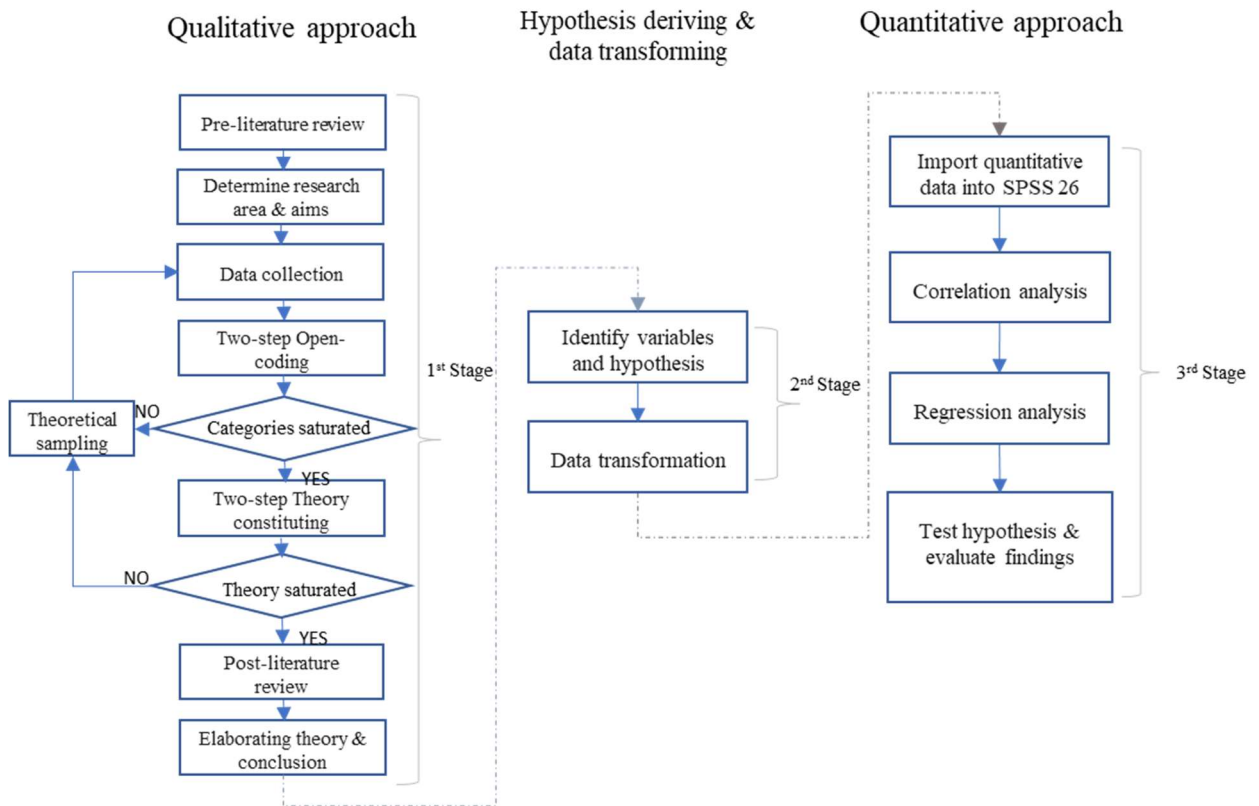 Qualitative approach
Pre-literature review
Determine research
area & aims
Data collection
Two-step Open-
coding
Categories saturated
NO
Theoretical
sampling
YES
Two-step Theory
constituting
Theory saturated
NO
YES
Post-literature
review
Elaborating theory &
conclusion
1st Stage
Hypothesis deriving &
data transforming
Identify variables
and hypothesis
Data transformation
2nd Stage
Quantitative approach
Import quantitative
data into SPSS 26
Correlation analysis
Regression analysis
Test hypothesis &
evaluate findings
3rd Stage